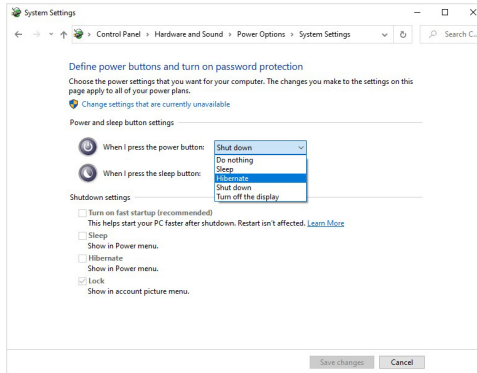 System Settings
Control Panel > Hardware and Sound > Power Options > System Settings
Search C...
Define power buttons and turn on password protection
Choose the power settings that you want for your computer. The changes you make to the settings on this
page apply to all of your power plans.
Change settings that are currently unavailable
Power and sleep button settings
When I press the power button: Shut down
Do nothing
Sleep
When I press the sleep button: Hibernate
Shut down
Turn off the display
Shutdown settings
Turn on fast startup (recommended)
This helps start your PC faster after shutdown. Restart isn't affected. Learn More
Sleep
Show in Power menu.
Hibernate
Show in Power menu.
Lock
Show in account picture menu.
Save changes Cancel